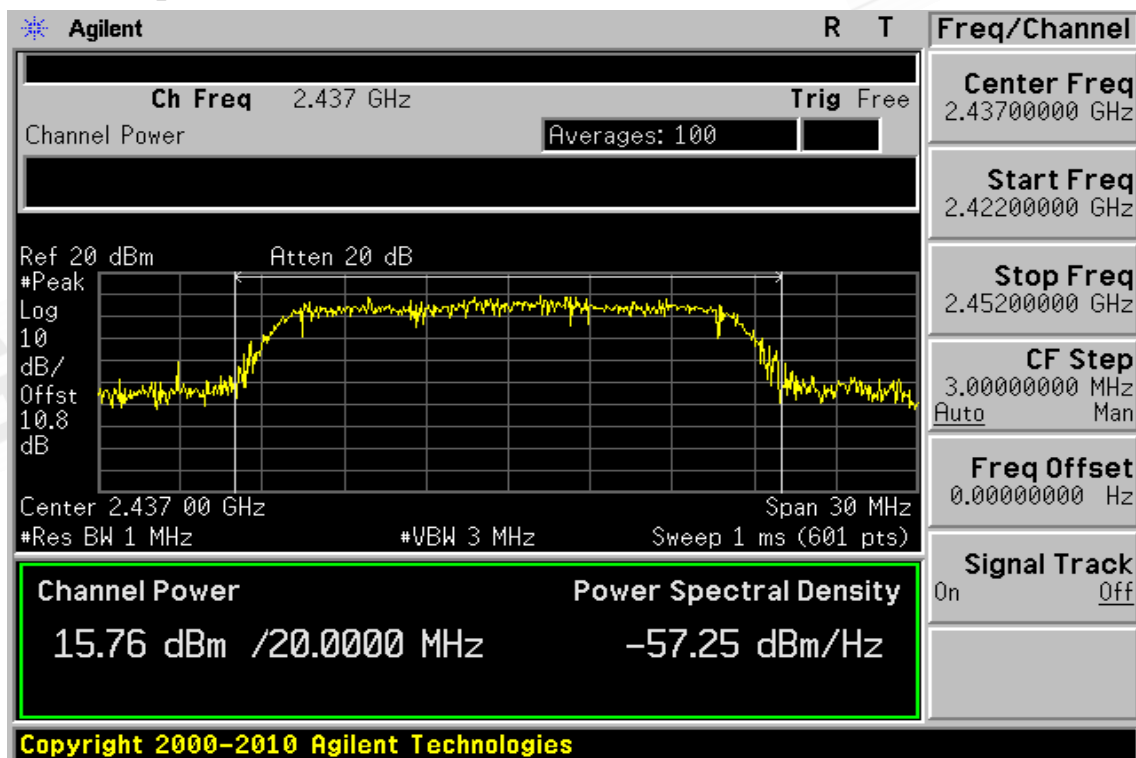 Agilent R T
Ch Freq 2.437 GHz Trig Free
Channel Power Averages: 100
Ref 20 dBm Atten 20 dB
#Peak
Log
10
dB/
Offst
10.8
dB
Center 2.437 00 GHz Span 30 MHz
#Res BW 1 MHz #VBW 3 MHz Sweep 1 ms (601 pts)
Channel Power Power Spectral Density
15.76 dBm /20.0000 MHz -57.25 dBm/Hz
Copyright 2000-2010 Agilent Technologies
Freq/Channel
Center Freq
2.43700000 GHz
Start Freq
2.42200000 GHz
Stop Freq
2.45200000 GHz
CF Step
3.00000000 MHz
Auto Man
Freq Offset
0.00000000 Hz
Signal Track
On Off